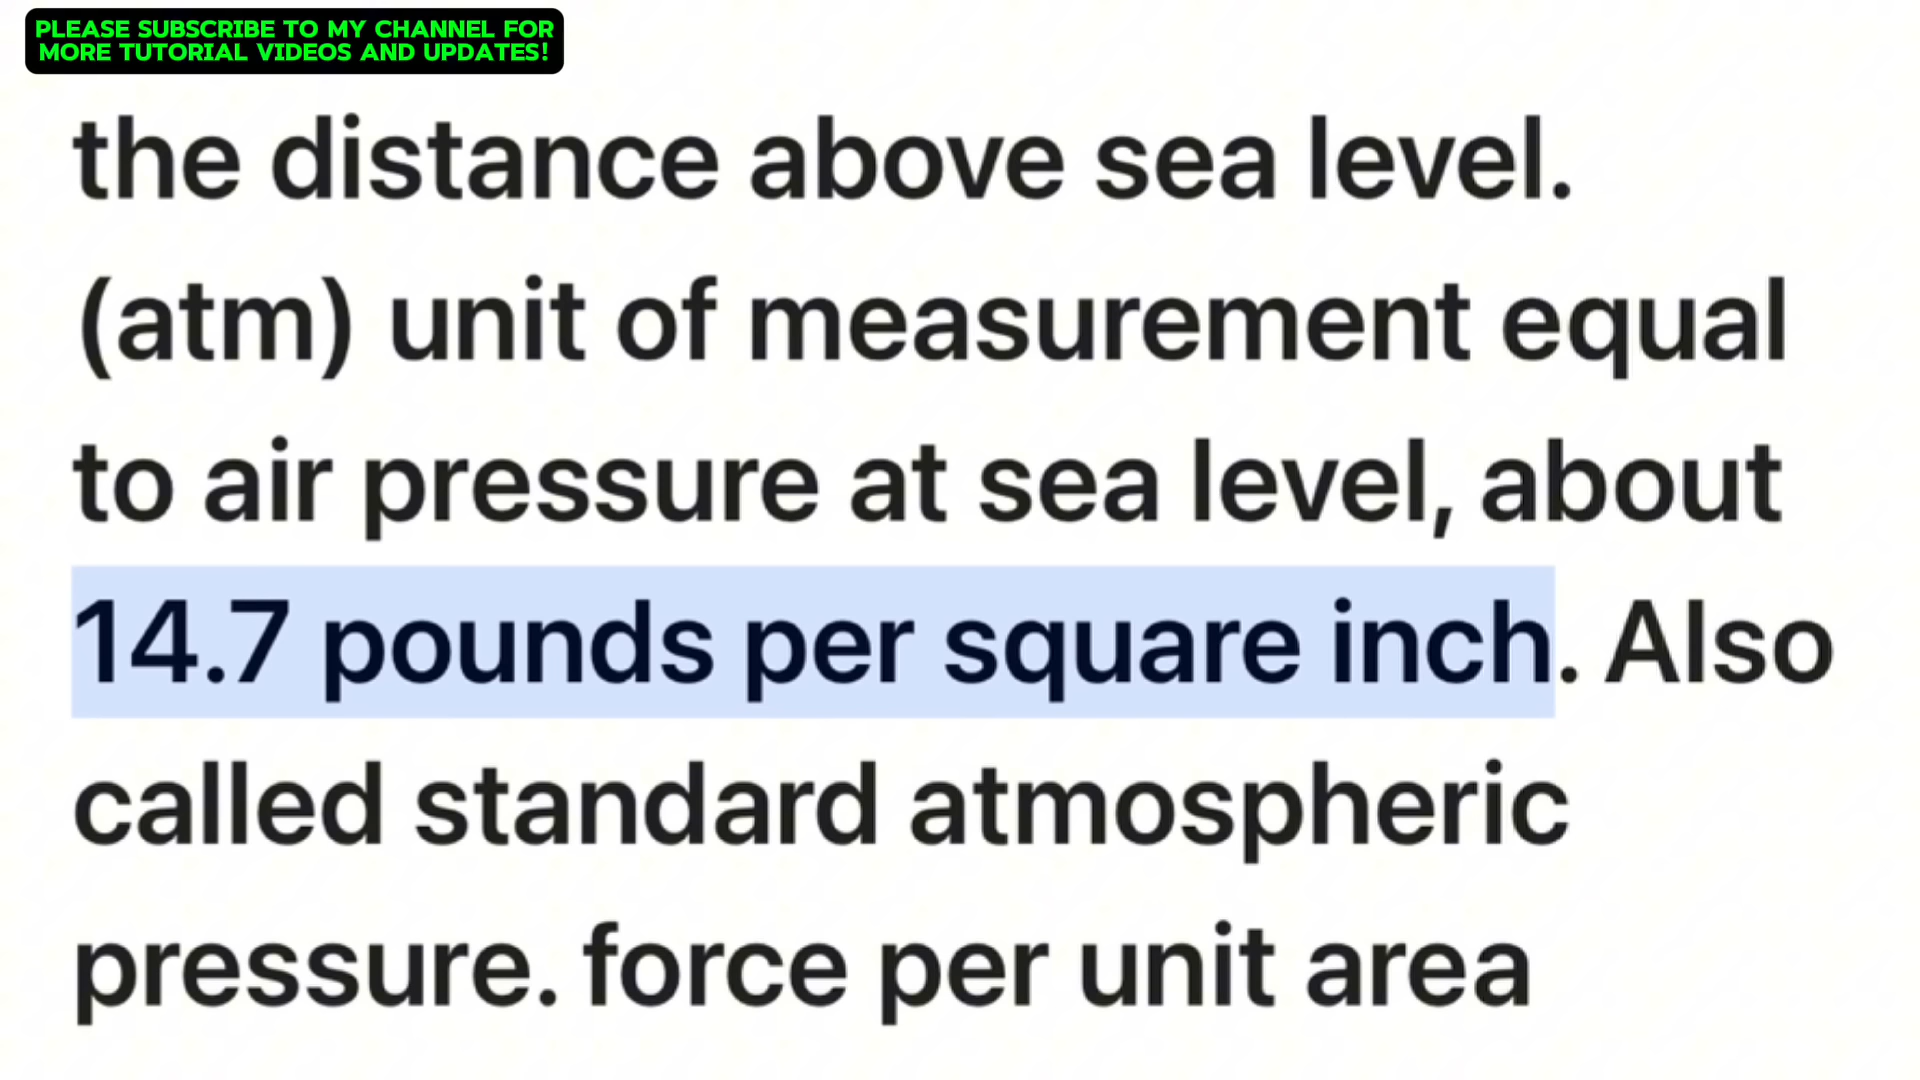 PLEASE SUBSCRIBE TO MY CHANNEL FOR
MORE TUTORIAL VIDEOS AND UPDATES!
the distance above sea level.
(atm) unit of measurement equal
to air pressure at sea level, about
14.7 pounds per square inch. Also
called standard atmospheric
pressure. force per unit area